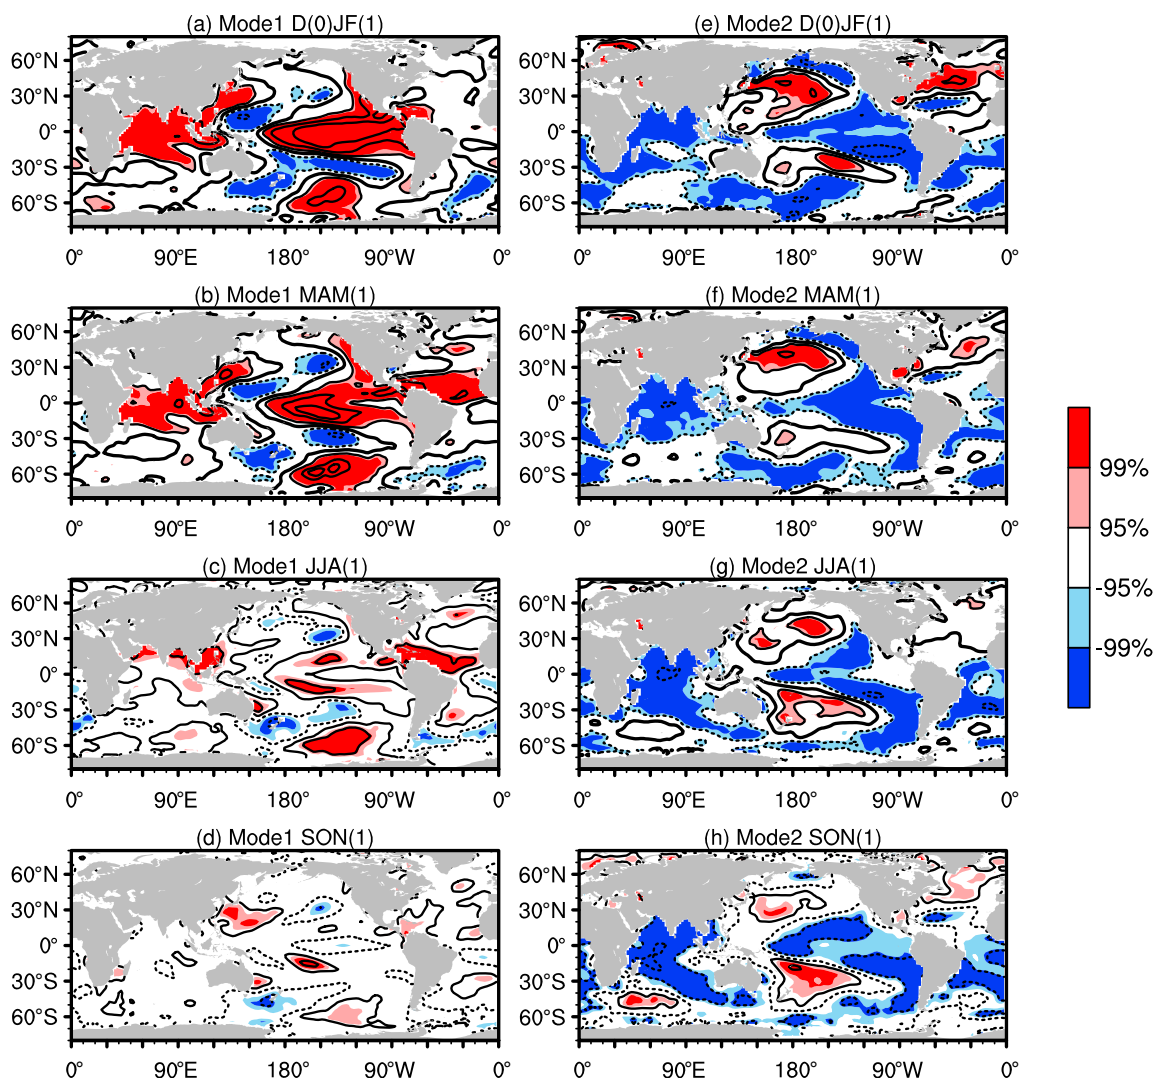 (a) Mode1 D(0)JF(1)
60°N
30°N
0°
30°S
60°S
0° 90°E 180° 90°W 0°
(e) Mode2 D(0)JF(1)
60°N
30°N
0°
30°S
60°S
0° 90°E 180° 90°W 0°
(b) Mode1 MAM(1)
60°N
30°N
0°
30°S
60°S
0° 90°E 180° 90°W 0°
(f) Mode2 MAM(1)
60°N
30°N
0°
30°S
60°S
0° 90°E 180° 90°W 0°
(c) Mode1 JJA(1)
60°N
30°N
0°
30°S
60°S
0° 90°E 180° 90°W 0°
(g) Mode2 JJA(1)
60°N
30°N
0°
30°S
60°S
0° 90°E 180° 90°W 0°
(d) Mode1 SON(1)
60°N
30°N
0°
30°S
60°S
0° 90°E 180° 90°W 0°
(h) Mode2 SON(1)
60°N
30°N
0°
30°S
60°S
0° 90°E 180° 90°W 0°
99%
95%
-95%
-99%